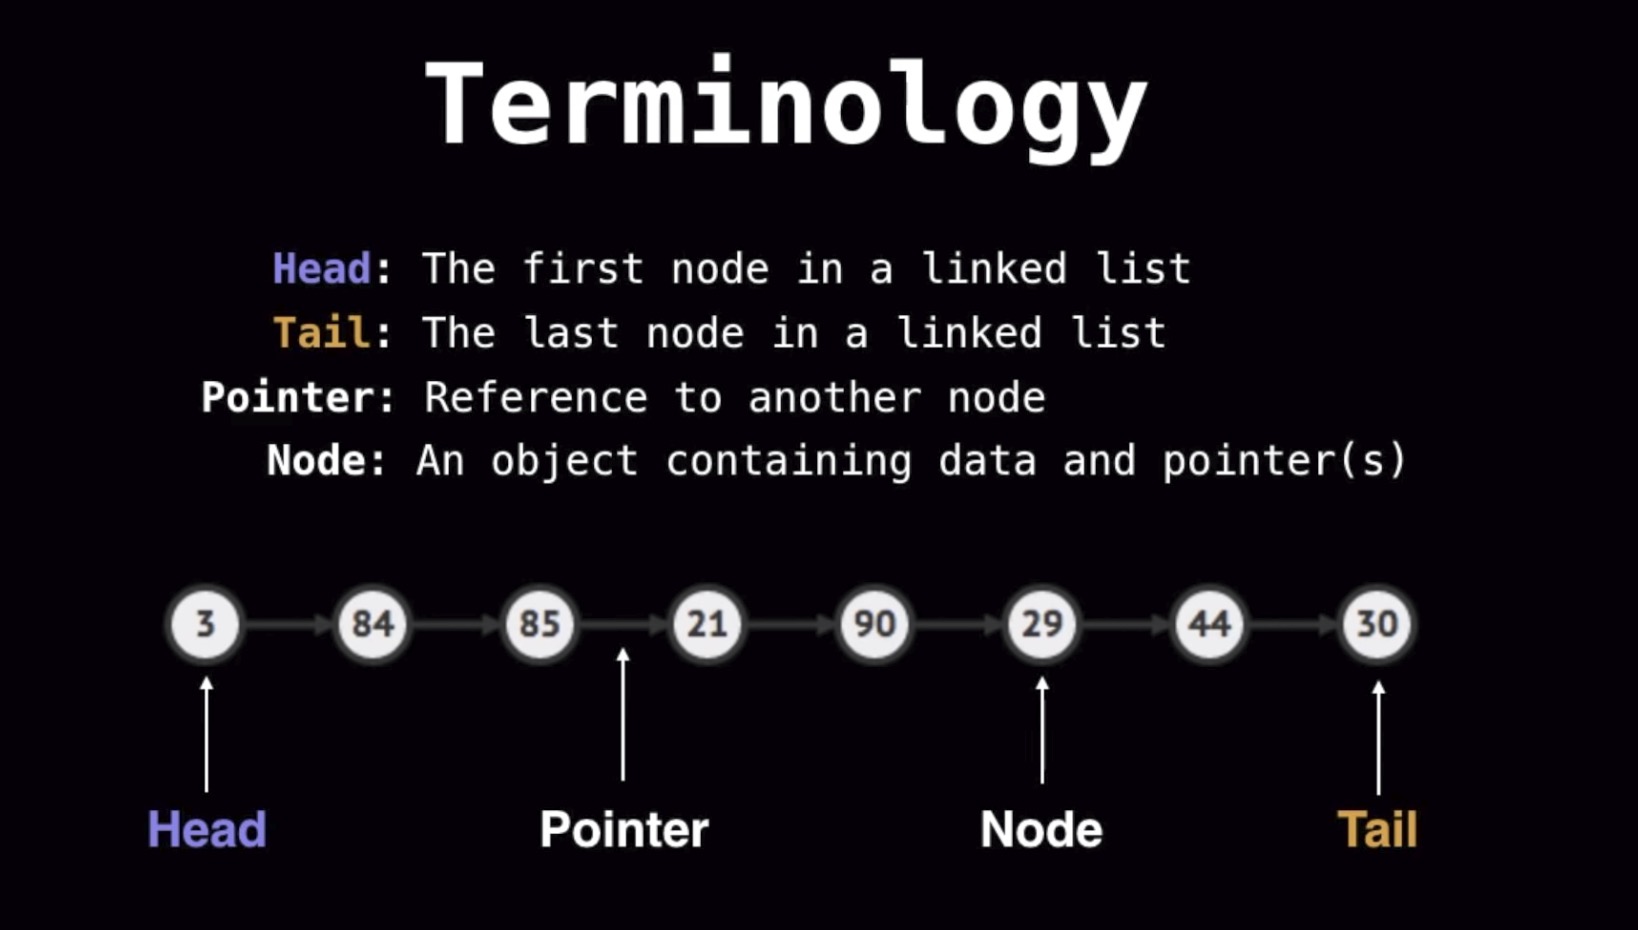 Terminology
Head: The first node in a linked list
Tail: The last node in a linked list
Pointer: Reference to another node
Node: An object containing data and pointer(s)
3 84 85 21 90 29 44 30
Head Pointer Node Tail